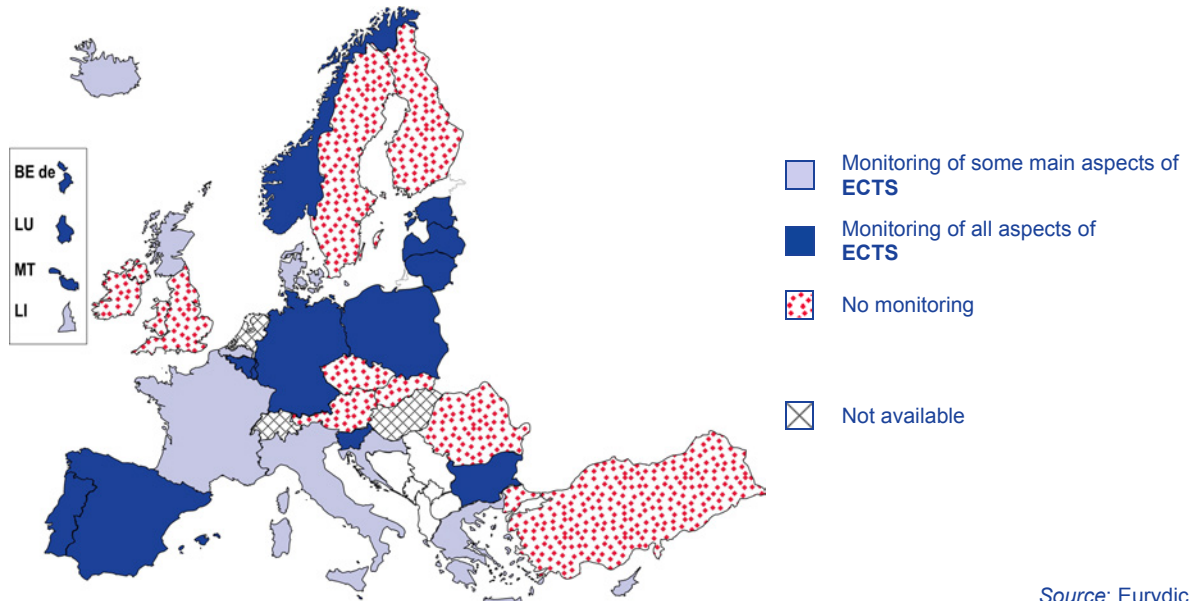 BE de
LU
MT
LI
Monitoring of some main aspects of
ECTS
Monitoring of all aspects of
ECTS
No monitoring
Not available
Source: Eurydic